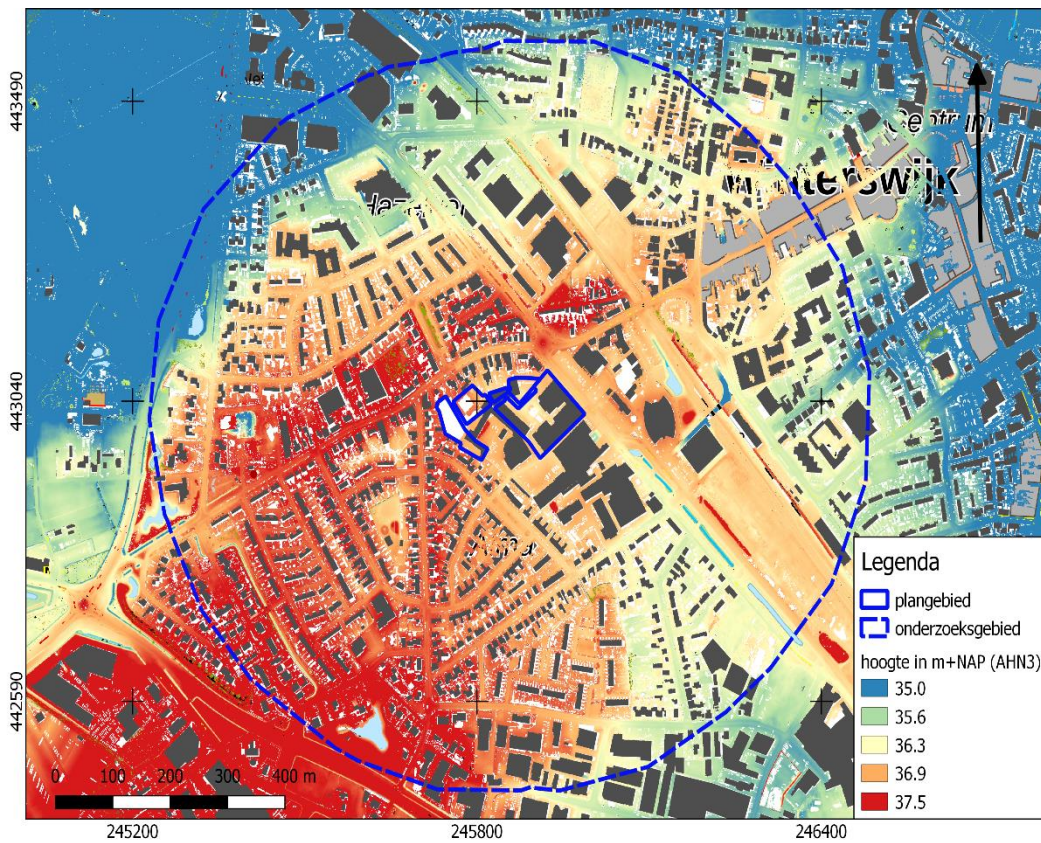 443490
443040
442590
Centrum
Winterswijk
Legenda
plangebied
onderzoeksgebied
hoogte in m+NAP (AHN3)
35.0
35.6
36.3
36.9
37.5
0 100 200 300 400 m
245200 245800 246400